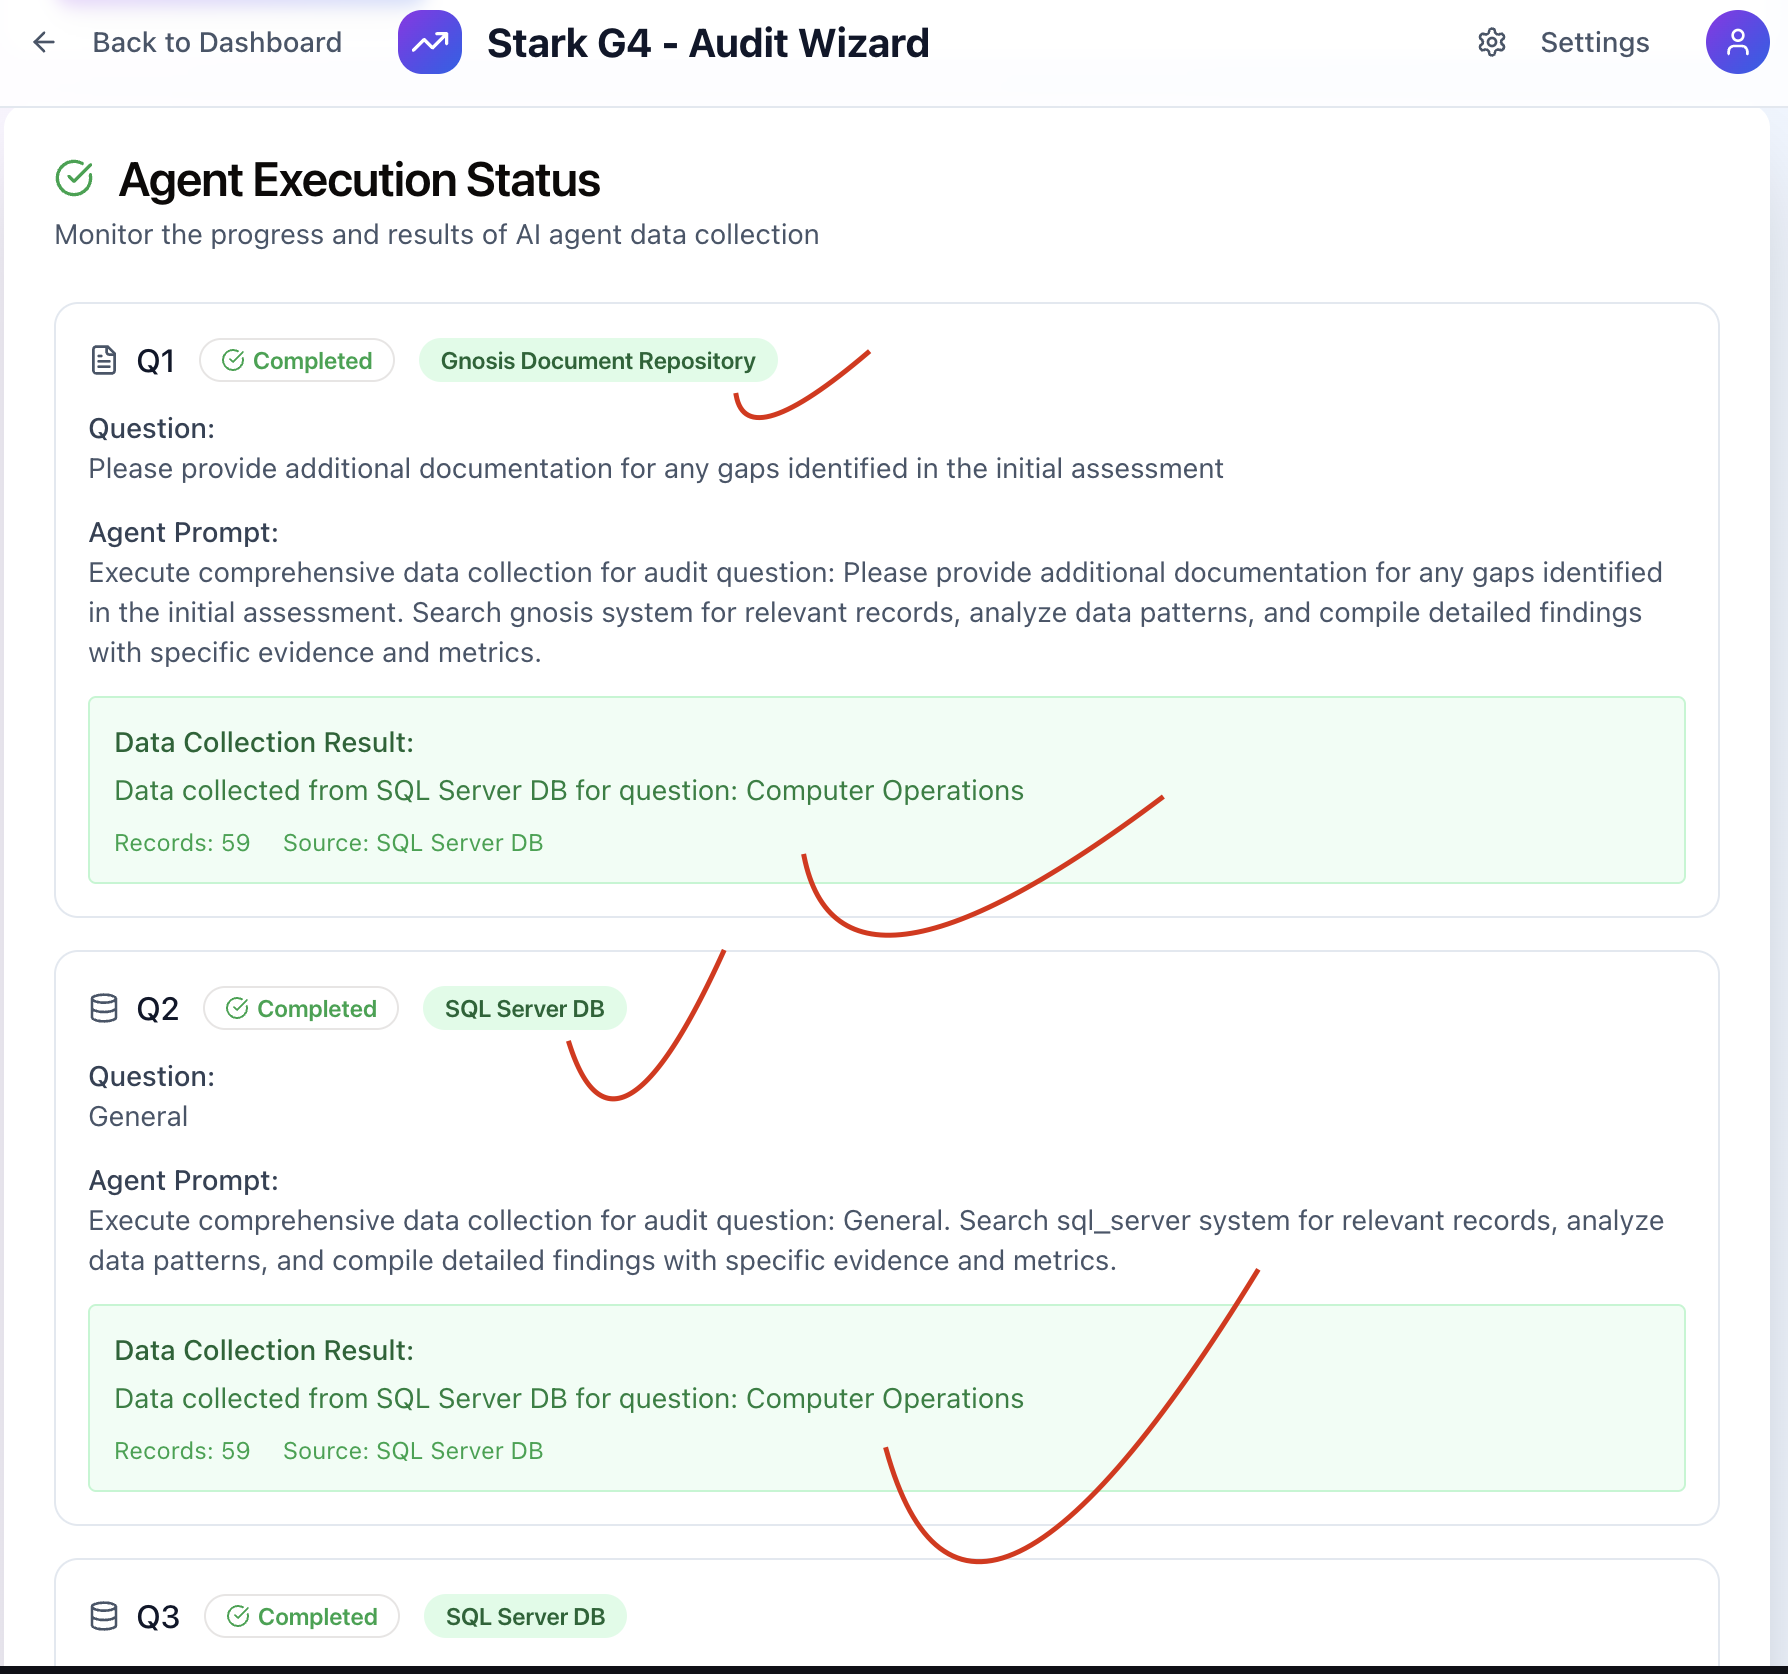 Back to Dashboard
Stark G4 - Audit Wizard
Settings
Agent Execution Status
Monitor the progress and results of AI agent data collection
Q1 Completed Gnosis Document Repository
Question:
Please provide additional documentation for any gaps identified in the initial assessment
Agent Prompt:
Execute comprehensive data collection for audit question: Please provide additional documentation for any gaps identified
in the initial assessment. Search gnosis system for relevant records, analyze data patterns, and compile detailed findings
with specific evidence and metrics.
Data Collection Result:
Data collected from SQL Server DB for question: Computer Operations
Records: 59 Source: SQL Server DB
Q2 Completed SQL Server DB
Question:
General
Agent Prompt:
Execute comprehensive data collection for audit question: General. Search sql_server system for relevant records, analyze
data patterns, and compile detailed findings with specific evidence and metrics.
Data Collection Result:
Data collected from SQL Server DB for question: Computer Operations
Records: 59 Source: SQL Server DB
Q3 Completed SQL Server DB